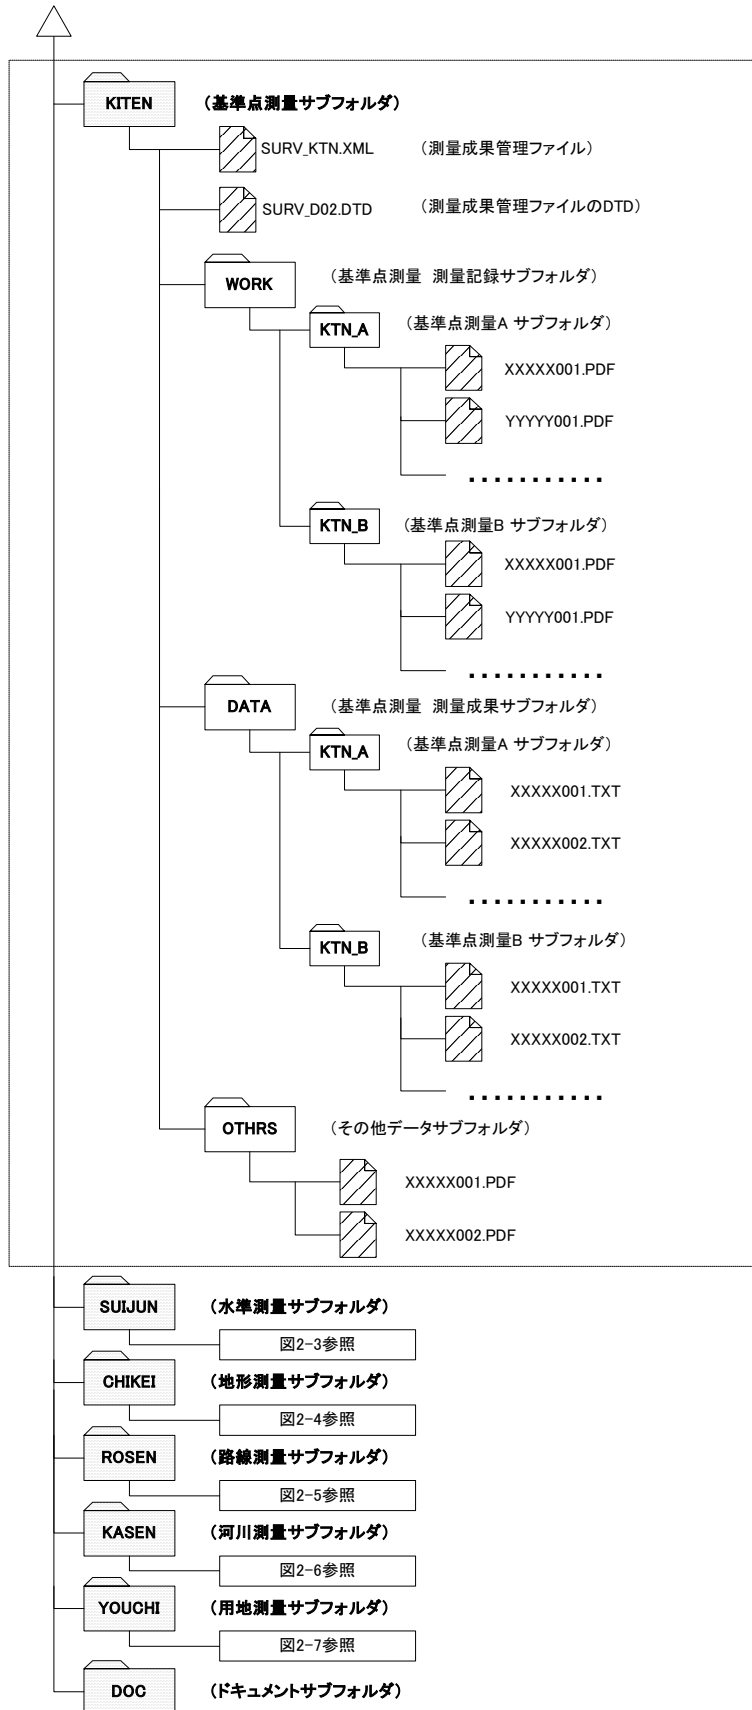 KITEN (基準点測量サブフォルダ)
SURV_KTN.XML (測量成果管理ファイル)
SURV_D02.DTD (測量成果管理ファイルのDTD)
WORK (基準点測量 測量記録サブフォルダ)
KTN_A (基準点測量A サブフォルダ)
XXXXX001.PDF
YYYYY001.PDF
...........
KTN_B (基準点測量B サブフォルダ)
XXXXX001.PDF
YYYYY001.PDF
...........
DATA (基準点測量 測量成果サブフォルダ)
KTN_A (基準点測量A サブフォルダ)
XXXXX001.TXT
XXXXX002.TXT
...........
KTN_B (基準点測量B サブフォルダ)
XXXXX001.TXT
XXXXX002.TXT
...........
OTHRS (その他データサブフォルダ)
XXXXX001.PDF
XXXXX002.PDF
SUIJUN (水準測量サブフォルダ)
図2-3参照
CHIKEI (地形測量サブフォルダ)
図2-4参照
ROSEN (路線測量サブフォルダ)
図2-5参照
KASEN (河川測量サブフォルダ)
図2-6参照
YOUCHI (用地測量サブフォルダ)
図2-7参照
DOC (ドキュメントサブフォルダ)